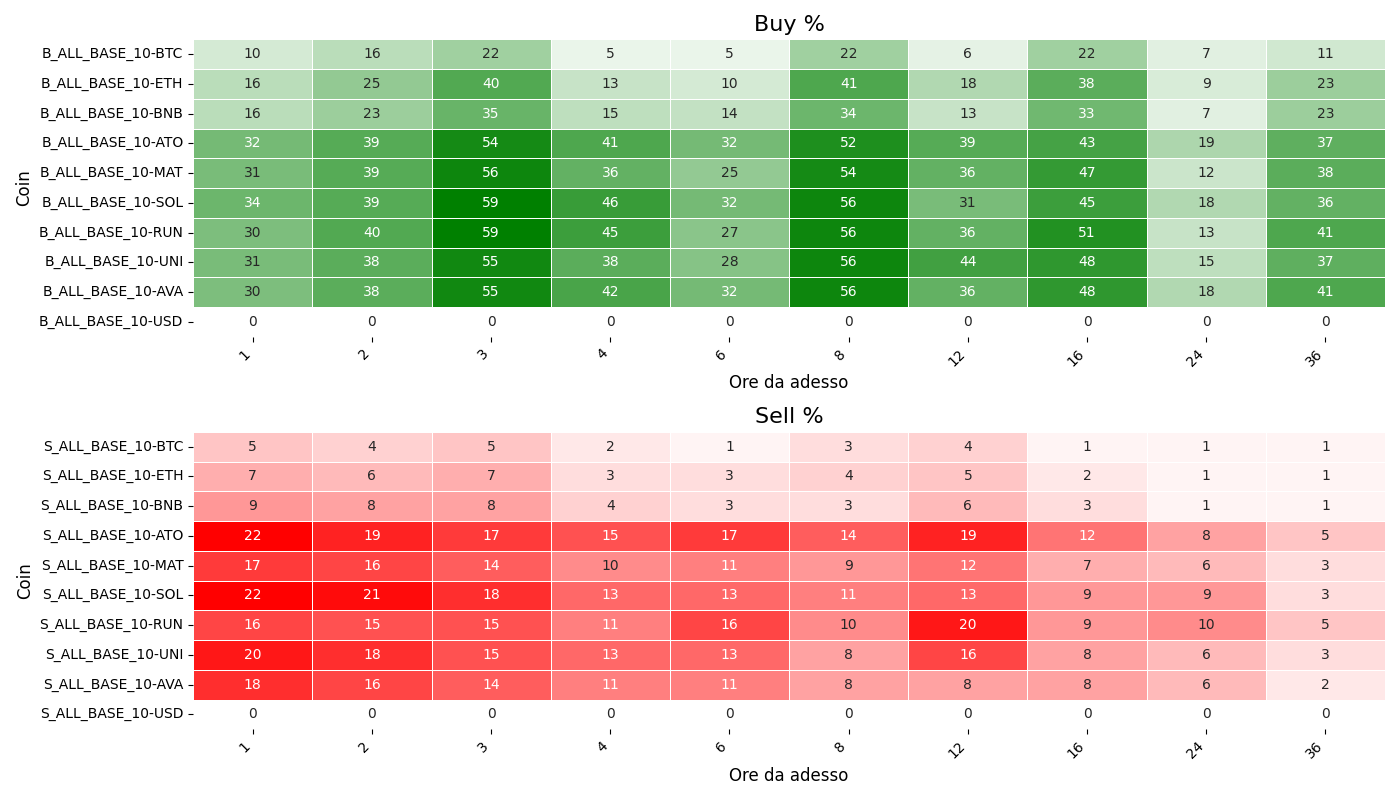 Buy %
Coin
B_ALL_BASE_10-BTC 10 16 22 5 5 22 6 22 7 11
B_ALL_BASE_10-ETH 16 25 40 13 10 41 18 38 9 23
B_ALL_BASE_10-BNB 16 23 35 15 14 34 13 33 7 23
B_ALL_BASE_10-ATO 32 39 54 41 32 52 39 43 19 37
B_ALL_BASE_10-MAT 31 39 56 36 25 54 36 47 12 38
B_ALL_BASE_10-SOL 34 39 59 46 32 56 31 45 18 36
B_ALL_BASE_10-RUN 30 40 59 45 27 56 36 51 13 41
B_ALL_BASE_10-UNI 31 38 55 38 28 56 44 48 15 37
B_ALL_BASE_10-AVA 30 38 55 42 32 56 36 48 18 41
B_ALL_BASE_10-USD 0 0 0 0 0 0 0 0 0 0
1 2 3 4 6 8 12 16 24 36
Ore da adesso
Sell %
Coin
S_ALL_BASE_10-BTC 5 4 5 2 1 3 4 1 1 1
S_ALL_BASE_10-ETH 7 6 7 3 3 4 5 2 1 1
S_ALL_BASE_10-BNB 9 8 8 4 3 3 6 3 1 1
S_ALL_BASE_10-ATO 22 19 17 15 17 14 19 12 8 5
S_ALL_BASE_10-MAT 17 16 14 10 11 9 12 7 6 3
S_ALL_BASE_10-SOL 22 21 18 13 13 11 13 9 9 3
S_ALL_BASE_10-RUN 16 15 15 11 16 10 20 9 10 5
S_ALL_BASE_10-UNI 20 18 15 13 13 8 16 8 6 3
S_ALL_BASE_10-AVA 18 16 14 11 11 8 8 8 6 2
S_ALL_BASE_10-USD 0 0 0 0 0 0 0 0 0 0
1 2 3 4 6 8 12 16 24 36
Ore da adesso